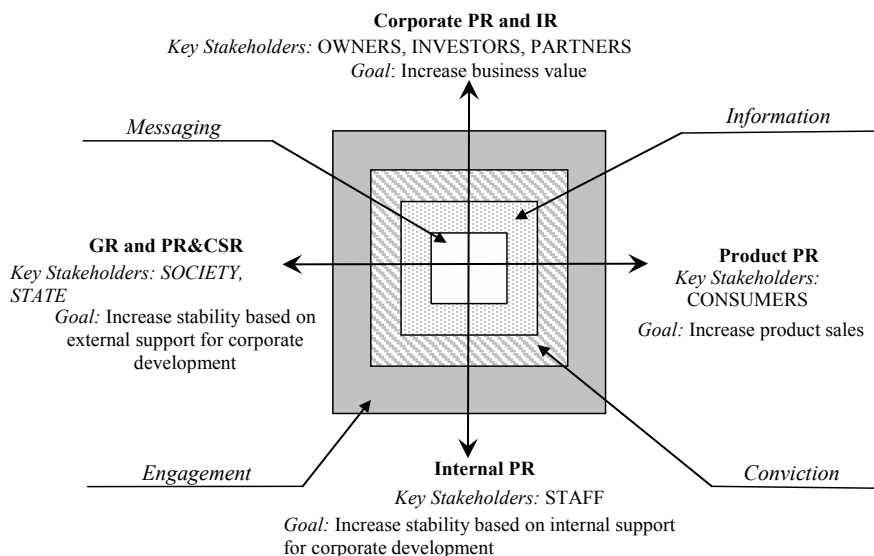 Corporate PR and IR
Key Stakeholders: OWNERS, INVESTORS, PARTNERS
Goal: Increase business value
Messaging
Information
GR and PR&CSR
Key Stakeholders: SOCIETY,
STATE
Goal: Increase stability based on
external support for corporate
development
Product PR
Key Stakeholders:
CONSUMERS
Goal: Increase product sales
Engagement
Conviction
Internal PR
Key Stakeholders: STAFF
Goal: Increase stability based on internal support
for corporate development